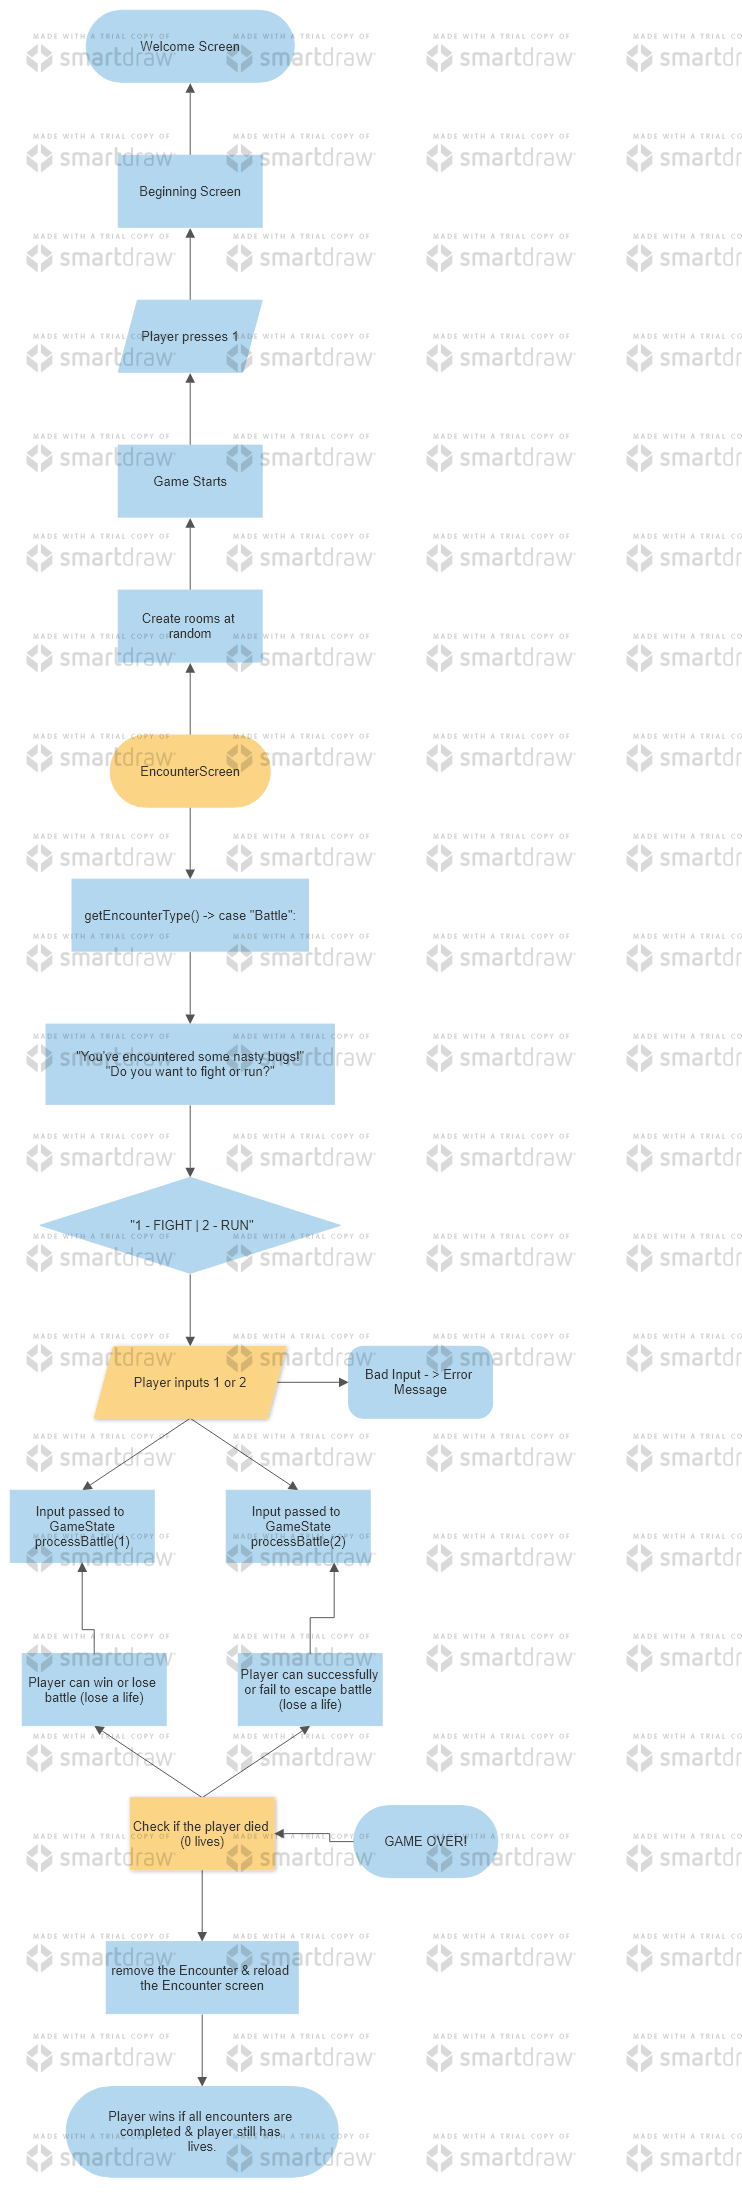 Welcome Screen
Beginning Screen
Player presses 1
Game Starts
Create rooms at
random
EncounterScreen
getEncounterType() -> case "Battle":
"You've encountered some nasty bugs!"
"Do you want to fight or run?"
"1 - FIGHT | 2 - RUN"
Player inputs 1 or 2
Bad Input - > Error
Message
Input passed to
GameState
processBattle(1)
Input passed to
GameState
processBattle(2)
Player can win or lose
battle (lose a life)
Player can successfully
or fail to escape battle
(lose a life)
Check if the player died
(0 lives)
GAME OVER!
remove the Encounter & reload
the Encounter screen
Player wins if all encounters are
completed & player still has
lives.
MADE WITH A TRIAL COPY OF
smartdraw